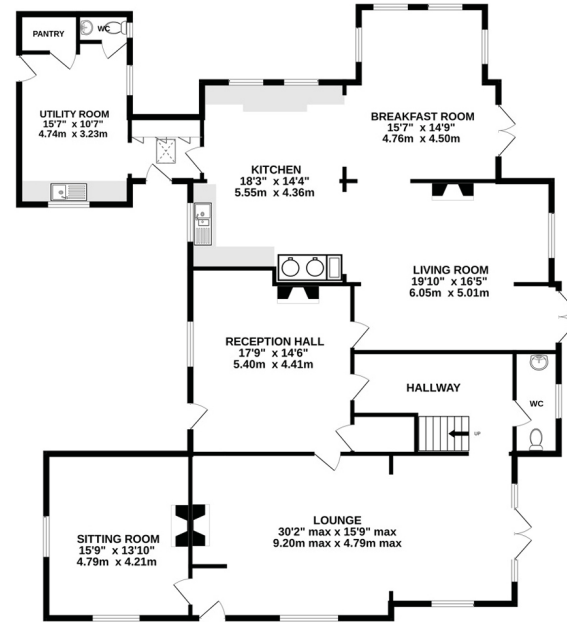 PANTRY
WC
UTILITY ROOM
15'7" x 10'7"
4.74m x 3.23m
BREAKFAST ROOM
15'7" x 14'9"
4.76m x 4.50m
KITCHEN
18'3" x 14'4"
5.55m x 4.36m
LIVING ROOM
19'10" x 16'5"
6.05m x 5.01m
RECEPTION HALL
17'9" x 14'6"
5.40m x 4.41m
HALLWAY
WC
UP
LOUNGE
30'2" max x 15'9" max
9.20m max x 4.79m max
SITTING ROOM
15'9" x 13'10"
4.79m x 4.21m